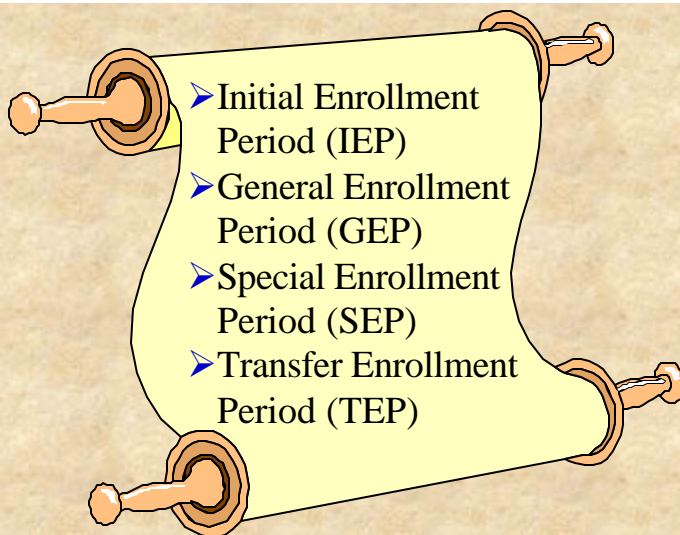 ➢Initial Enrollment
Period (IEP)
➢General Enrollment
Period (GEP)
➢Special Enrollment
Period (SEP)
➢Transfer Enrollment
Period (TEP)